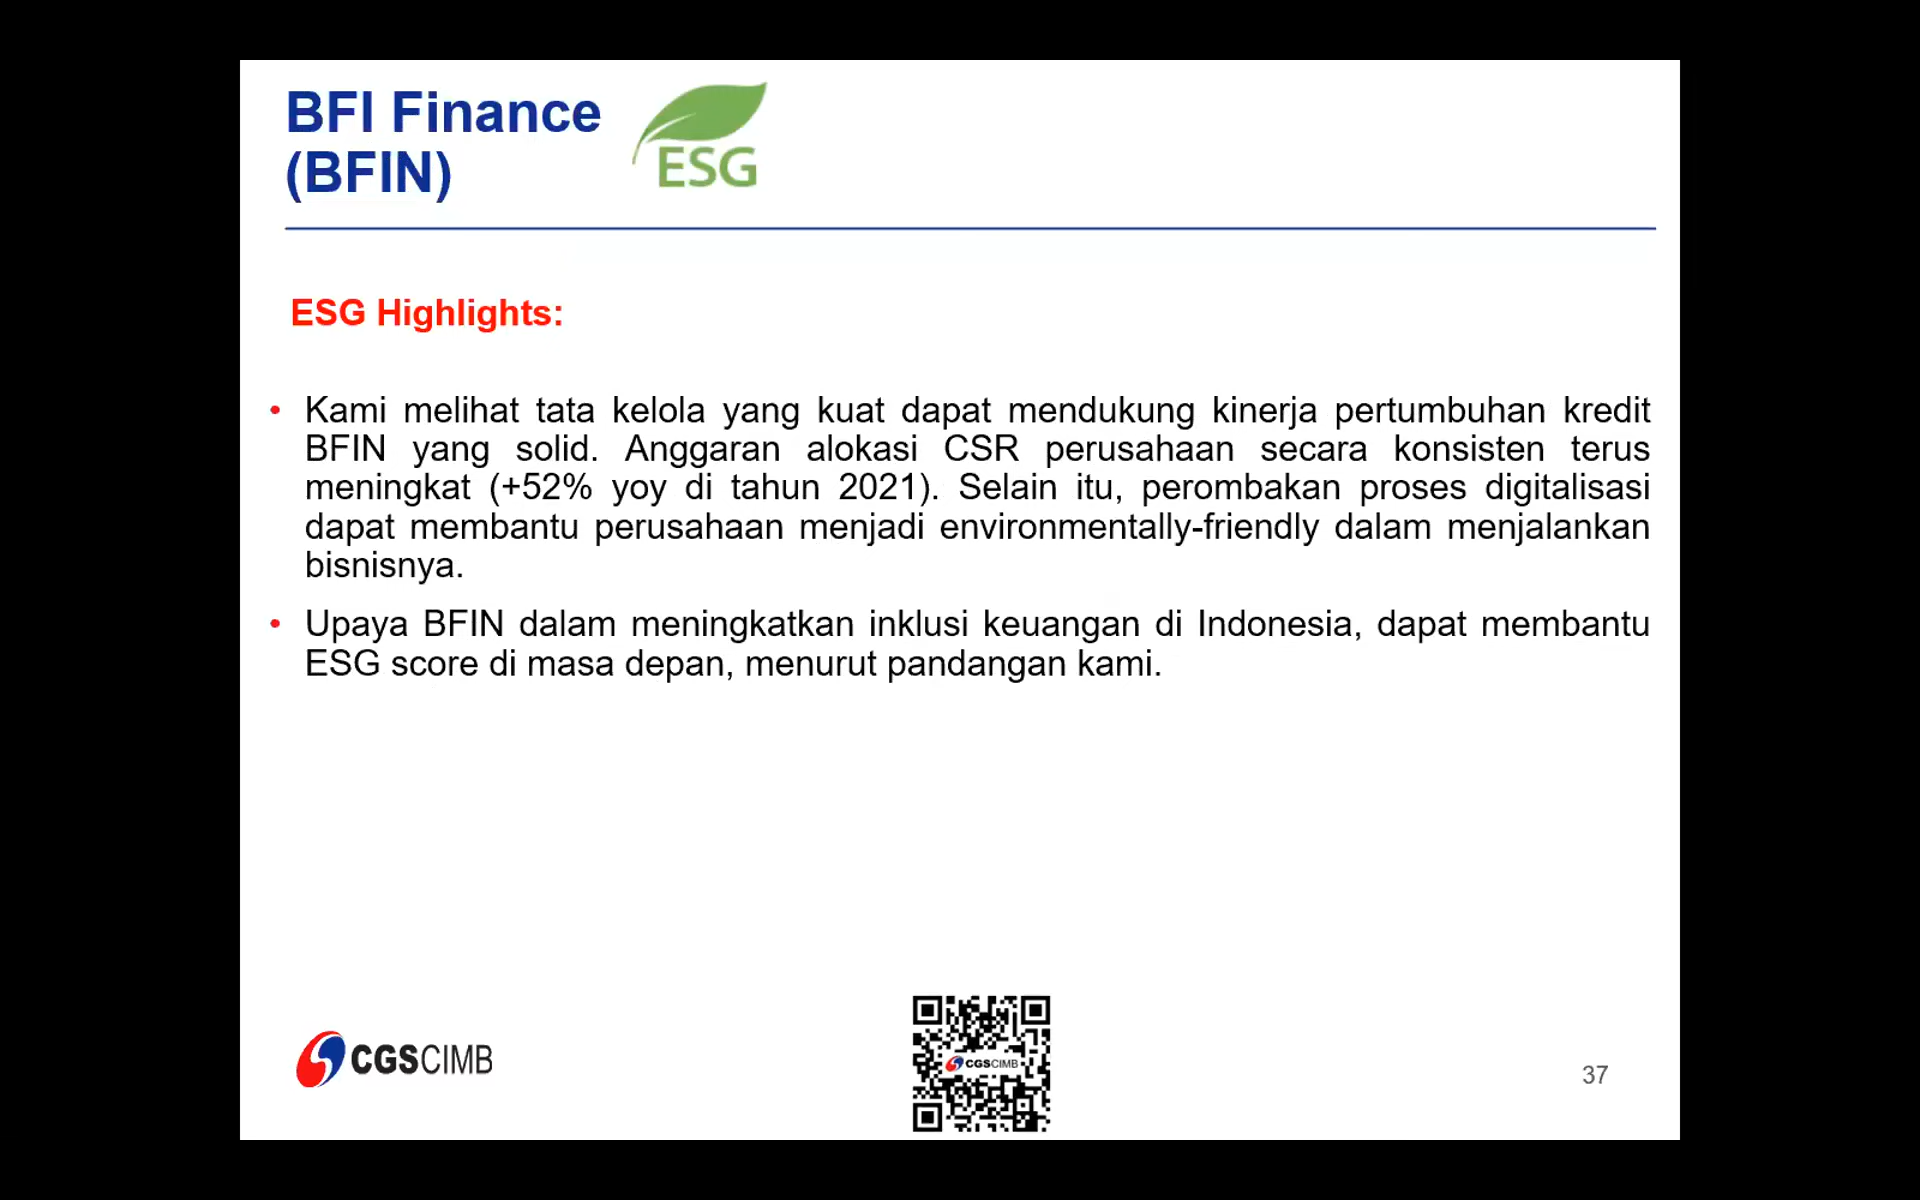 BFI Finance
(BFIN)
ESG
ESG Highlights:
• Kami melihat tata kelola yang kuat dapat mendukung kinerja pertumbuhan kredit
BFIN yang solid. Anggaran alokasi CSR perusahaan secara konsisten terus
meningkat (+52% yoy di tahun 2021). Selain itu, perombakan proses digitalisasi
dapat membantu perusahaan menjadi environmentally-friendly dalam menjalankan
bisnisnya.
• Upaya BFIN dalam meningkatkan inklusi keuangan di Indonesia, dapat membantu
ESG score di masa depan, menurut pandangan kami.
CGSCIMB
CGSCIMB
37